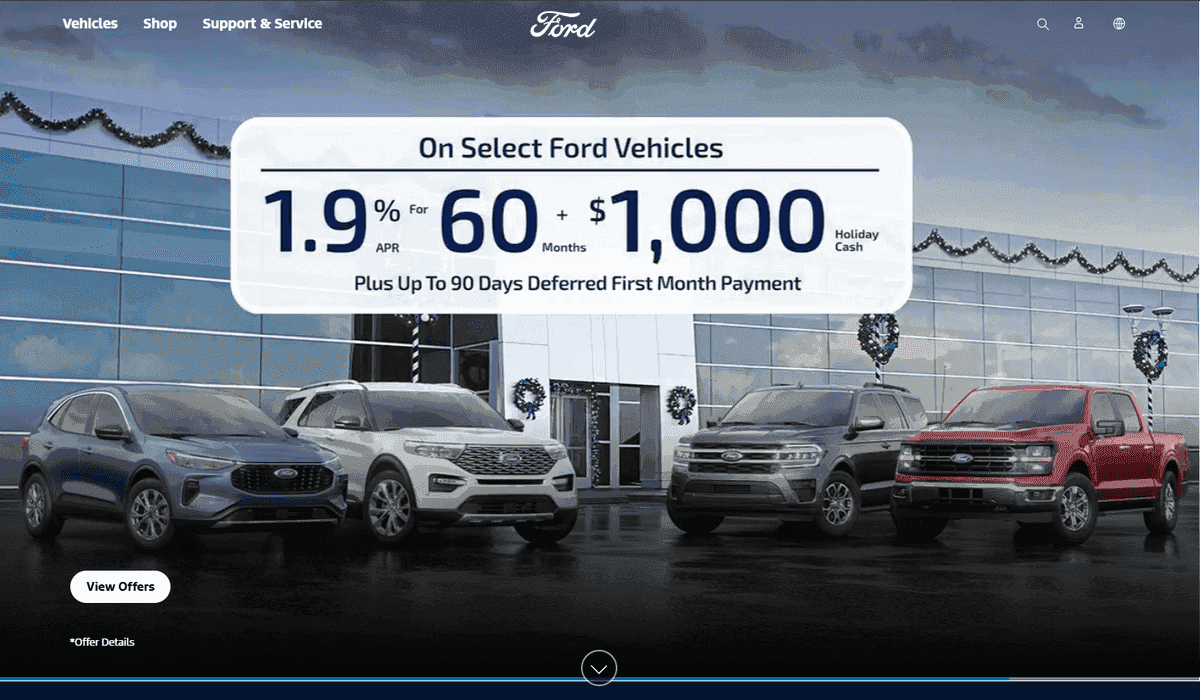 Vehicles Shop Support & Service Ford
On Select Ford Vehicles
1.9% APR For 60 Months + $1,000 Holiday Cash
Plus Up To 90 Days Deferred First Month Payment
View Offers
*Offer Details